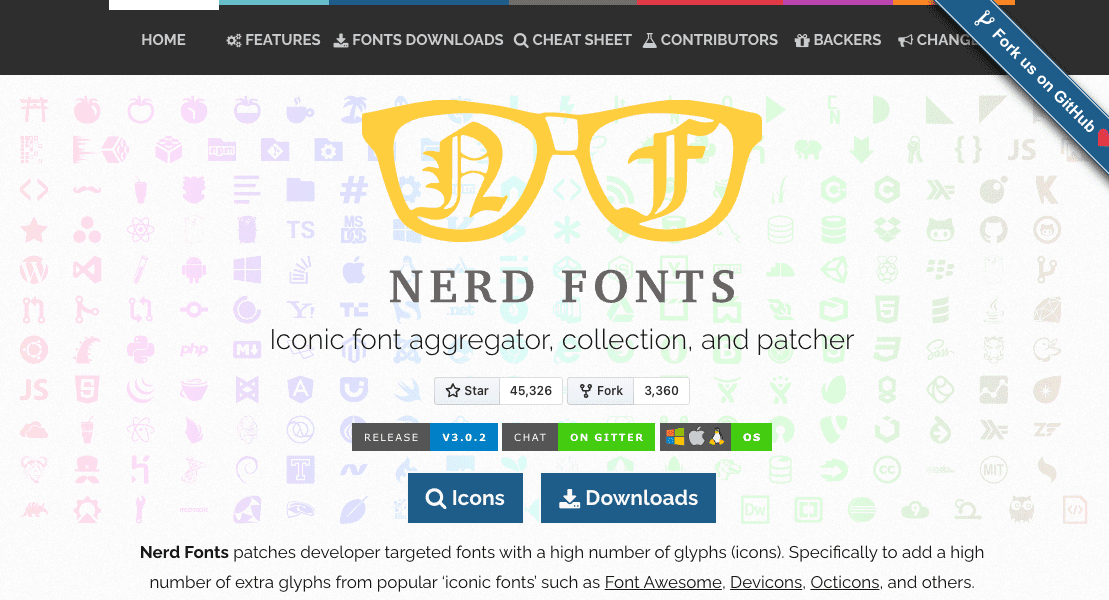 HOME FEATURES FONTS DOWNLOADS CHEAT SHEET CONTRIBUTORS BACKERS
Fork us on GitHub
N F
NERD FONTS
Iconic font aggregator, collection, and patcher
Star 45,326 Fork 3,360
RELEASE V3.0.2 CHAT ON GITTER OS
Icons Downloads
Nerd Fonts patches developer targeted fonts with a high number of glyphs (icons). Specifically to add a high
number of extra glyphs from popular ‘iconic fonts’ such as Font Awesome, Devicons, Octicons, and others.